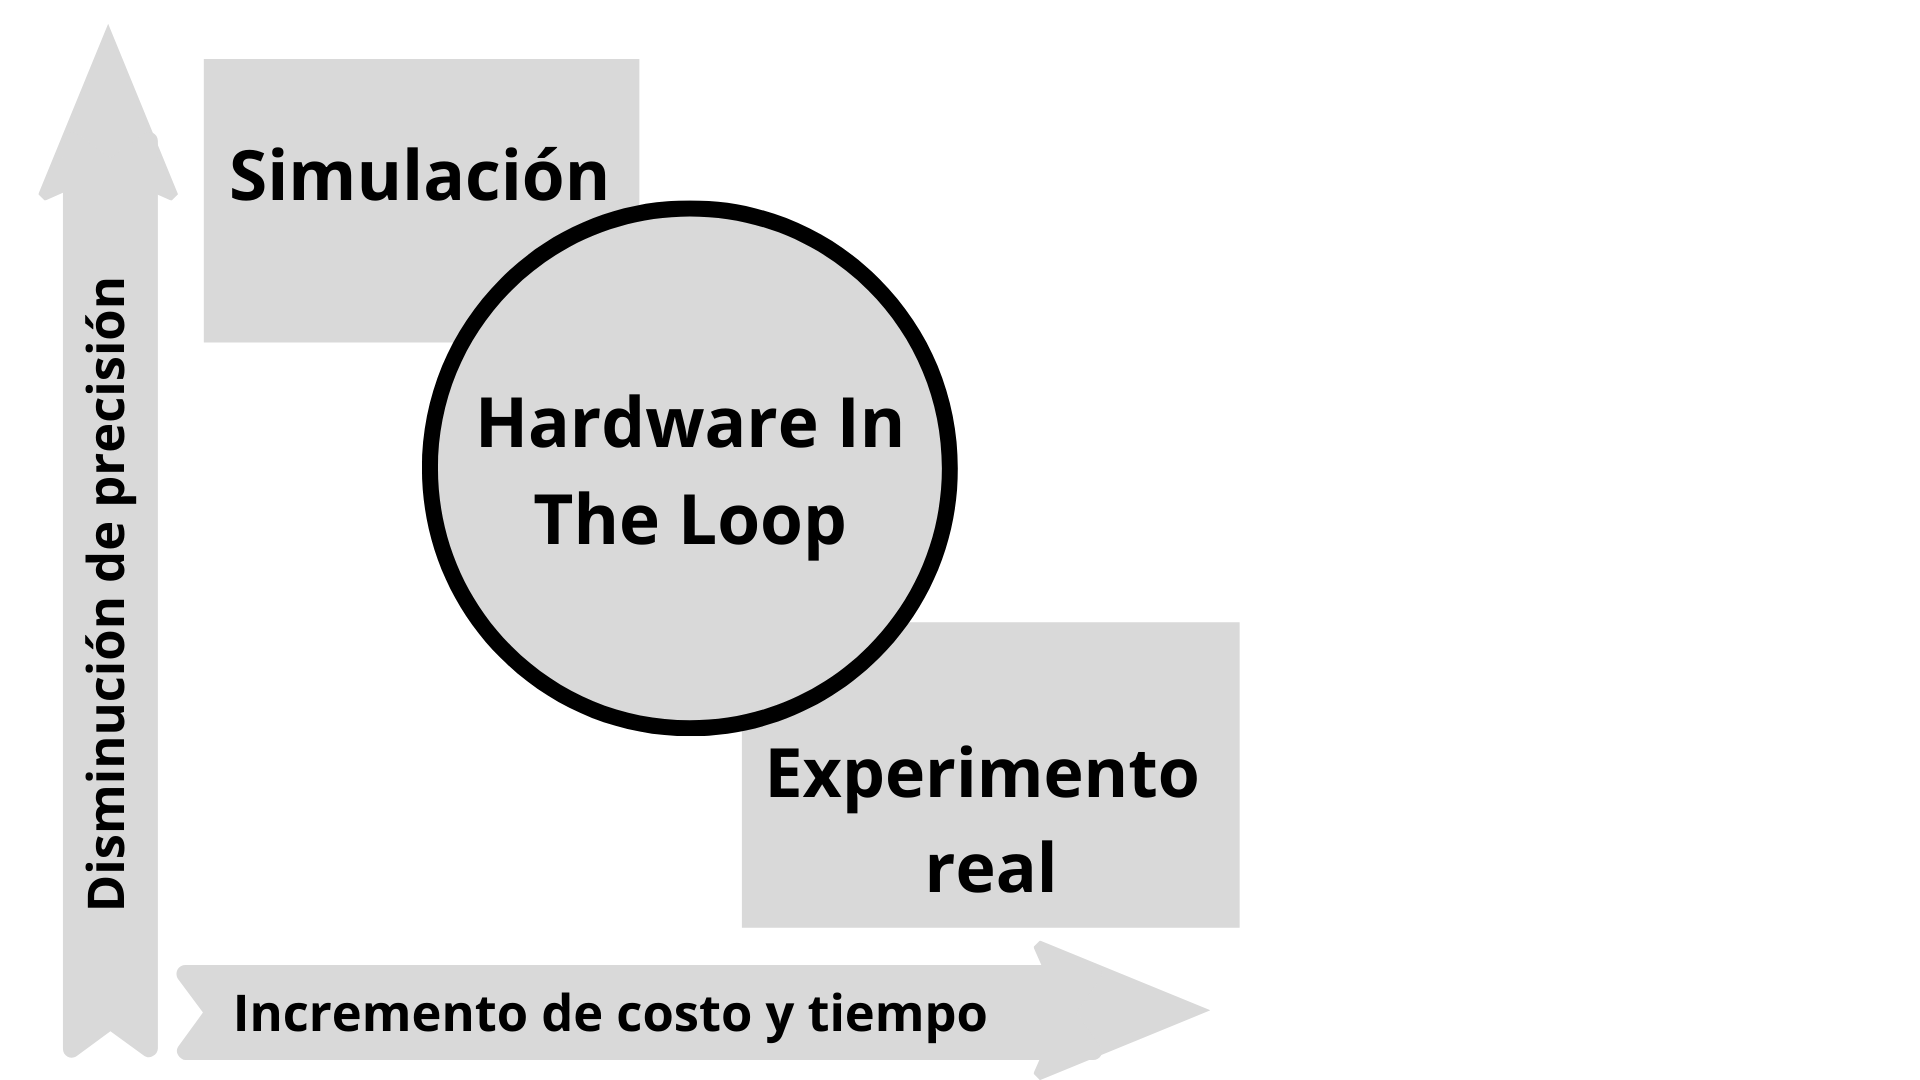 Simulación
Hardware In
The Loop
Experimento
real
Disminución de precisión
Incremento de costo y tiempo